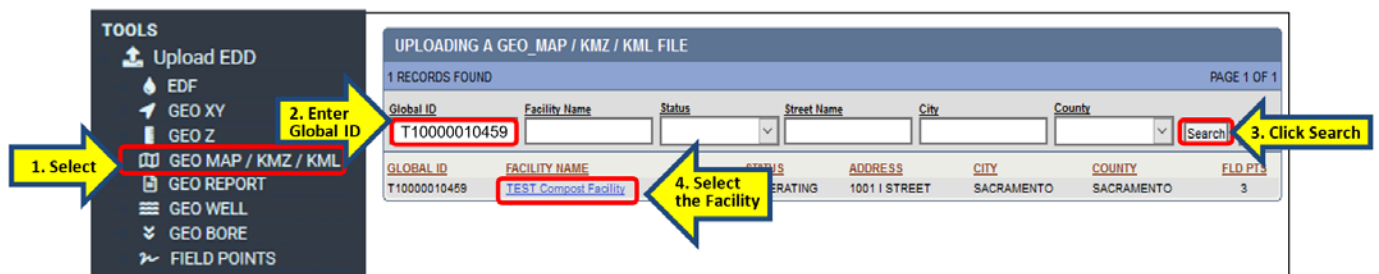 TOOLS
Upload EDD
EDF
GEO XY
GEO Z
GEO MAP / KMZ / KML
GEO REPORT
GEO WELL
GEO BORE
FIELD POINTS
1. Select
2. Enter
Global ID
UPLOADING A GEO_MAP / KMZ / KML FILE
1 RECORDS FOUND PAGE 1 OF 1
Global ID Facility Name Status Street Name City County
T10000010459 Search
3. Click Search
GLOBAL ID FACILITY NAME ADDRESS CITY COUNTY FLD PTS
T10000010459 TEST Compost Facility 1001 I STREET SACRAMENTO SACRAMENTO 3
4. Select
the Facility